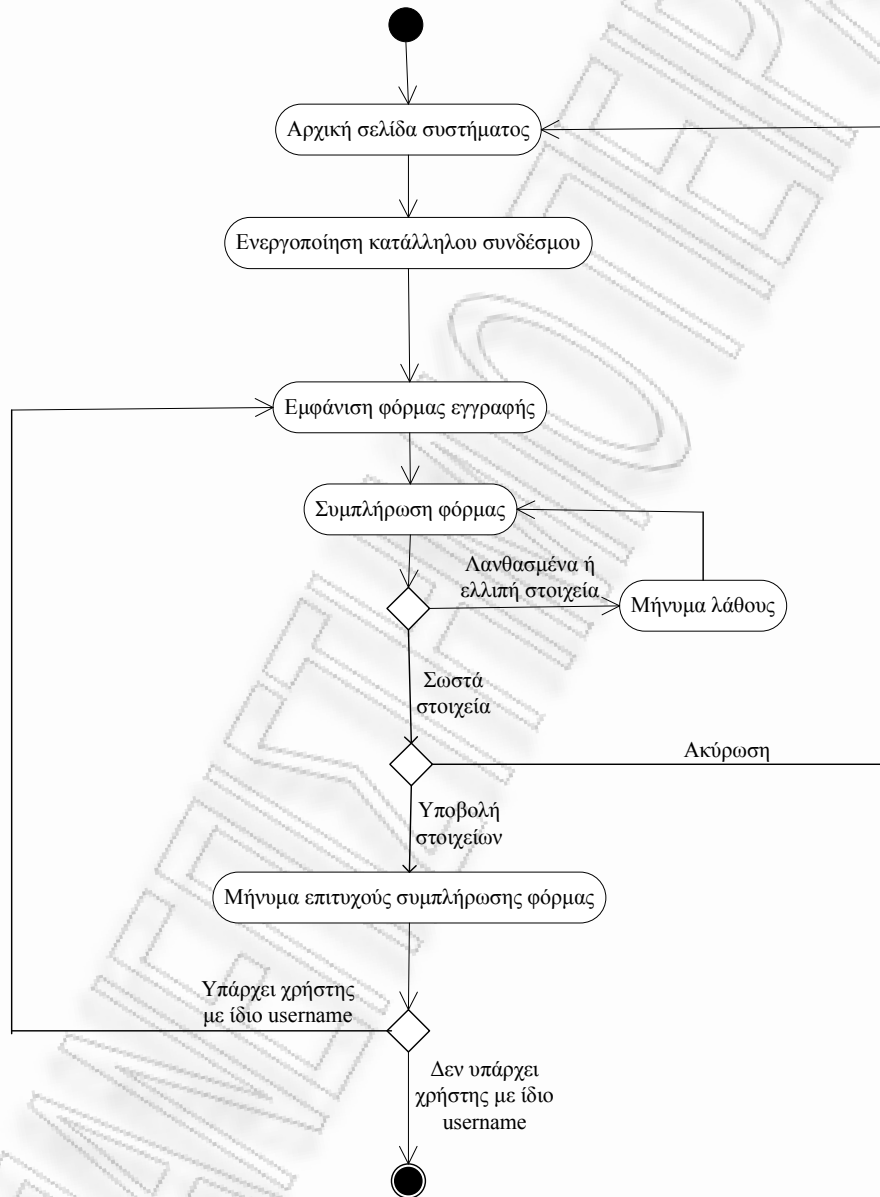 Αρχική σελίδα συστήματος
Ενεργοποίηση κατάλληλου συνδέσμου
Εμφάνιση φόρμας εγγραφής
Συμπλήρωση φόρμας
Λανθασμένα ή
ελλιπή στοιχεία
Μήνυμα λάθους
Σωστά
στοιχεία
Ακύρωση
Υποβολή
στοιχείων
Μήνυμα επιτυχούς συμπλήρωσης φόρμας
Υπάρχει χρήστης
με ίδιο username
Δεν υπάρχει
χρήστης με ίδιο
username